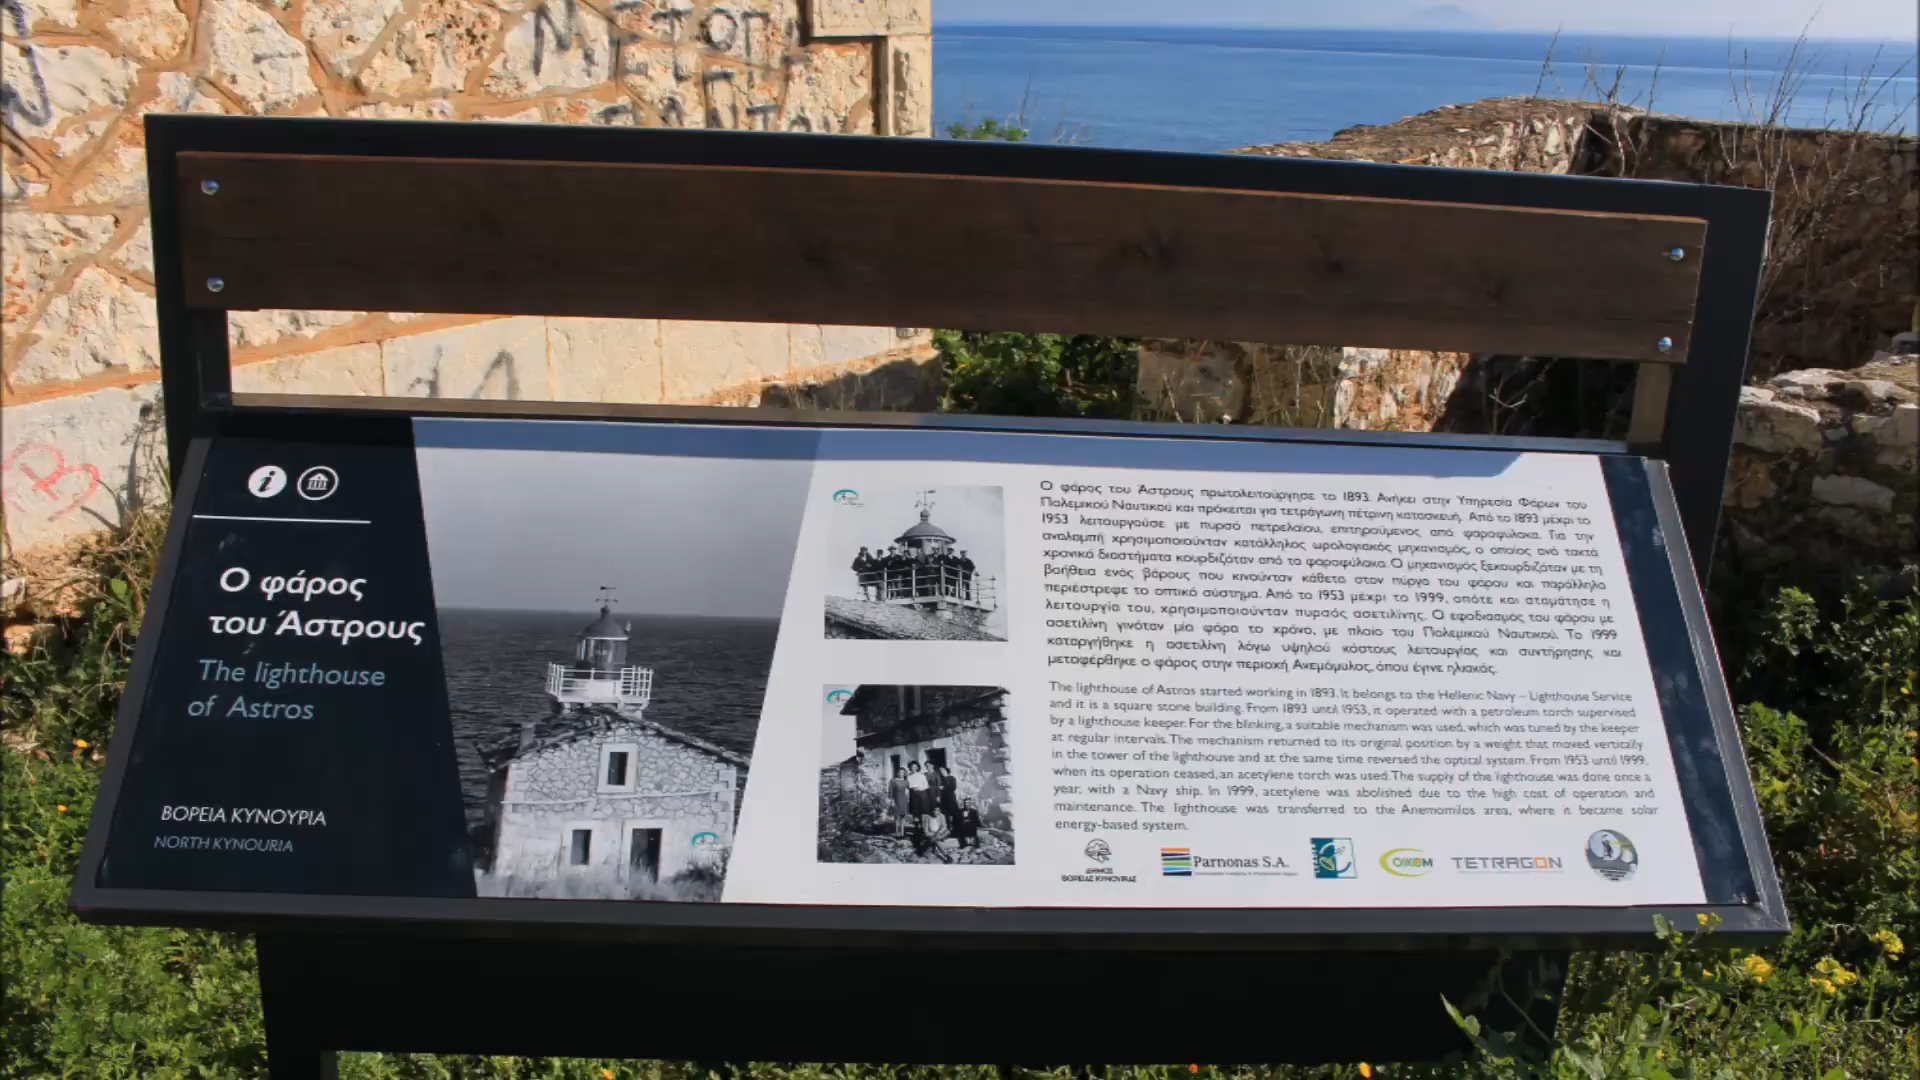 Ο φάρος
του Άστρους
The lighthouse
of Astros
ΒΟΡΕΙΑ ΚΥΝΟΥΡΙΑ
NORTH KYNOURIA
Ο φάρος του Άστρους πρωτολειτούργησε το 1893. Ανήκει στην Υπηρεσία Φάρων του
Πολεμικού Ναυτικού και πρόκειται για τετράγωνη πέτρινη κατασκευή. Από το 1893 μέχρι το
1953 λειτουργούσε με πυρσό πετρελαίου, επιτηρούμενος από φαροφύλακα. Για την
αναλαμπή χρησιμοποιούνταν κατάλληλος ωρολογιακός μηχανισμός, ο οποίος ανά τακτά
χρονικά διαστήματα κουρδιζόταν από το φαροφύλακα. Ο μηχανισμός ξεκουρδιζόταν με τη
βοήθεια ενός βάρους που κινούνταν κάθετα στον πύργο του φάρου και παράλληλα
περιέστρεφε το οπτικό σύστημα. Από το 1953 μέχρι το 1999, οπότε και σταμάτησε η
λειτουργία του, χρησιμοποιούνταν πυρσός ασετιλίνης. Ο εφοδιασμός του φάρου με
ασετιλίνη γινόταν μία φόρα το χρόνο, με πλοίο του Πολεμικού Ναυτικού. Το 1999
καταργήθηκε η ασετιλίνη λόγω υψηλού κόστους λειτουργίας και συντήρησης και
μεταφέρθηκε ο φάρος στην περιοχή Ανεμόμυλος, όπου έγινε ηλιακός.
The lighthouse of Astros started working in 1893. It belongs to the Hellenic Navy – Lighthouse Service
and it is a square stone building. From 1893 until 1953, it operated with a petroleum torch supervised
by a lighthouse keeper. For the blinking, a suitable mechanism was used, which was tuned by the keeper
at regular intervals. The mechanism returned to its original position by a weight that moved vertically
in the tower of the lighthouse and at the same time reversed the optical system. From 1953 until 1999,
when its operation ceased, an acetylene torch was used. The supply of the lighthouse was done once a
year, with a Navy ship. In 1999, acetylene was abolished due to the high cost of operation and
maintenance. The lighthouse was transferred to the Anemomilos area, where it became solar
energy-based system.
ΔΗΜΟΣ
ΒΟΡΕΙΑΣ ΚΥΝΟΥΡΙΑΣ
Parnonas S.A.
OIKOM
TETRAGON